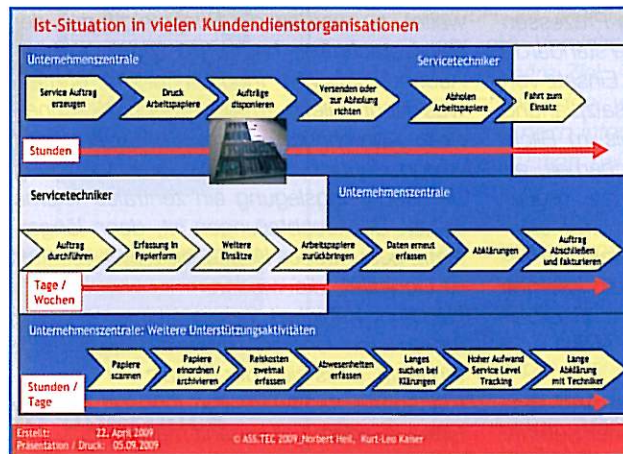 Ist-Situation in vielen Kundendienstorganisationen
Unternehmenszentrale
Servicetechniker
Service Auftrag
erzeugen
Druck
Arbeitspapiere
Aufträge
disponieren
Versenden oder
zur Abholung
richten
Abholen
Arbeitspapiere
Fahrt zum
Einsatz
Stunden
Servicetechniker
Unternehmenszentrale
Auftrag
durchführen
Erfassung in
Papierform
Weitere
Einsätze
Arbeitspapiere
zurückbringen
Daten erneut
erfassen
Abklärungen
Auftrag
Abschließen
und fakturieren
Tage /
Wochen
Unternehmenszentrale: Weitere Unterstützungsaktivitäten
Papiere
scannen
Papiere
einordnen /
archivieren
Reiskosten
zweimal
erfassen
Abwesenheiten
erfassen
Langes
suchen bei
Klärungen
Hoher Aufwand
Service Level
Tracking
Lange
Abklärung
mit Techniker
Stunden /
Tage
Erstellt: 22. April 2009
Präsentation / Druck: 05.09.2009
© ASS.TEC 2009_Norbert Heil, Kurt-Leo Kaiser